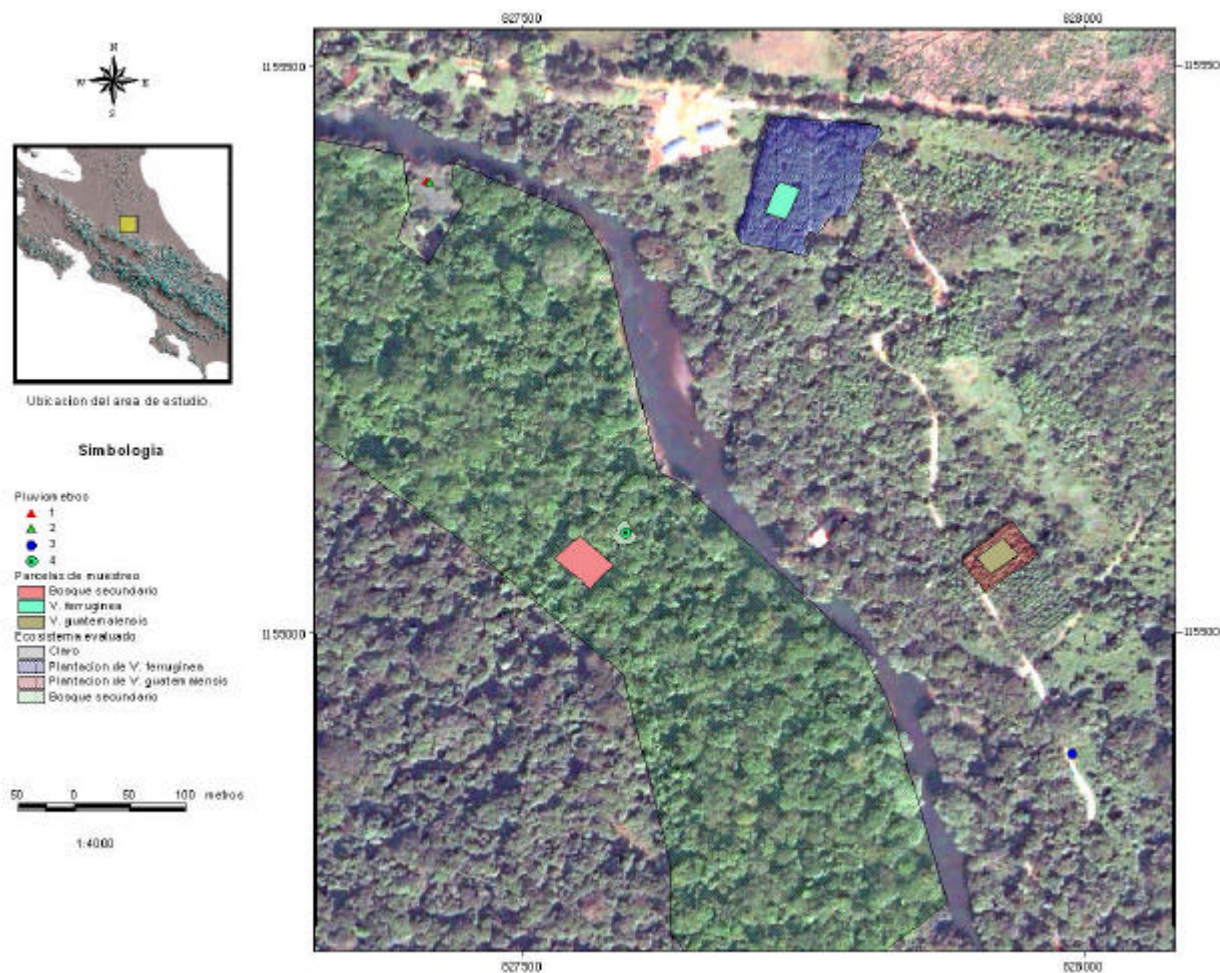 827500
828000
N
W
E
S
1155500
1155500
Ubicacion del area de estudio.
Simbologia
Pluviometros
1
2
3
4
Parcelas de muestreo
Bosque secundario
V. ferruginea
V. guatemalensis
Ecosistema evaluado
Claro
Plantacion de V. ferruginea
Plantacion de V. guatemalensis
Bosque secundario
1155000
1155000
50 0 50 100 metros
1:4000
827500
828000